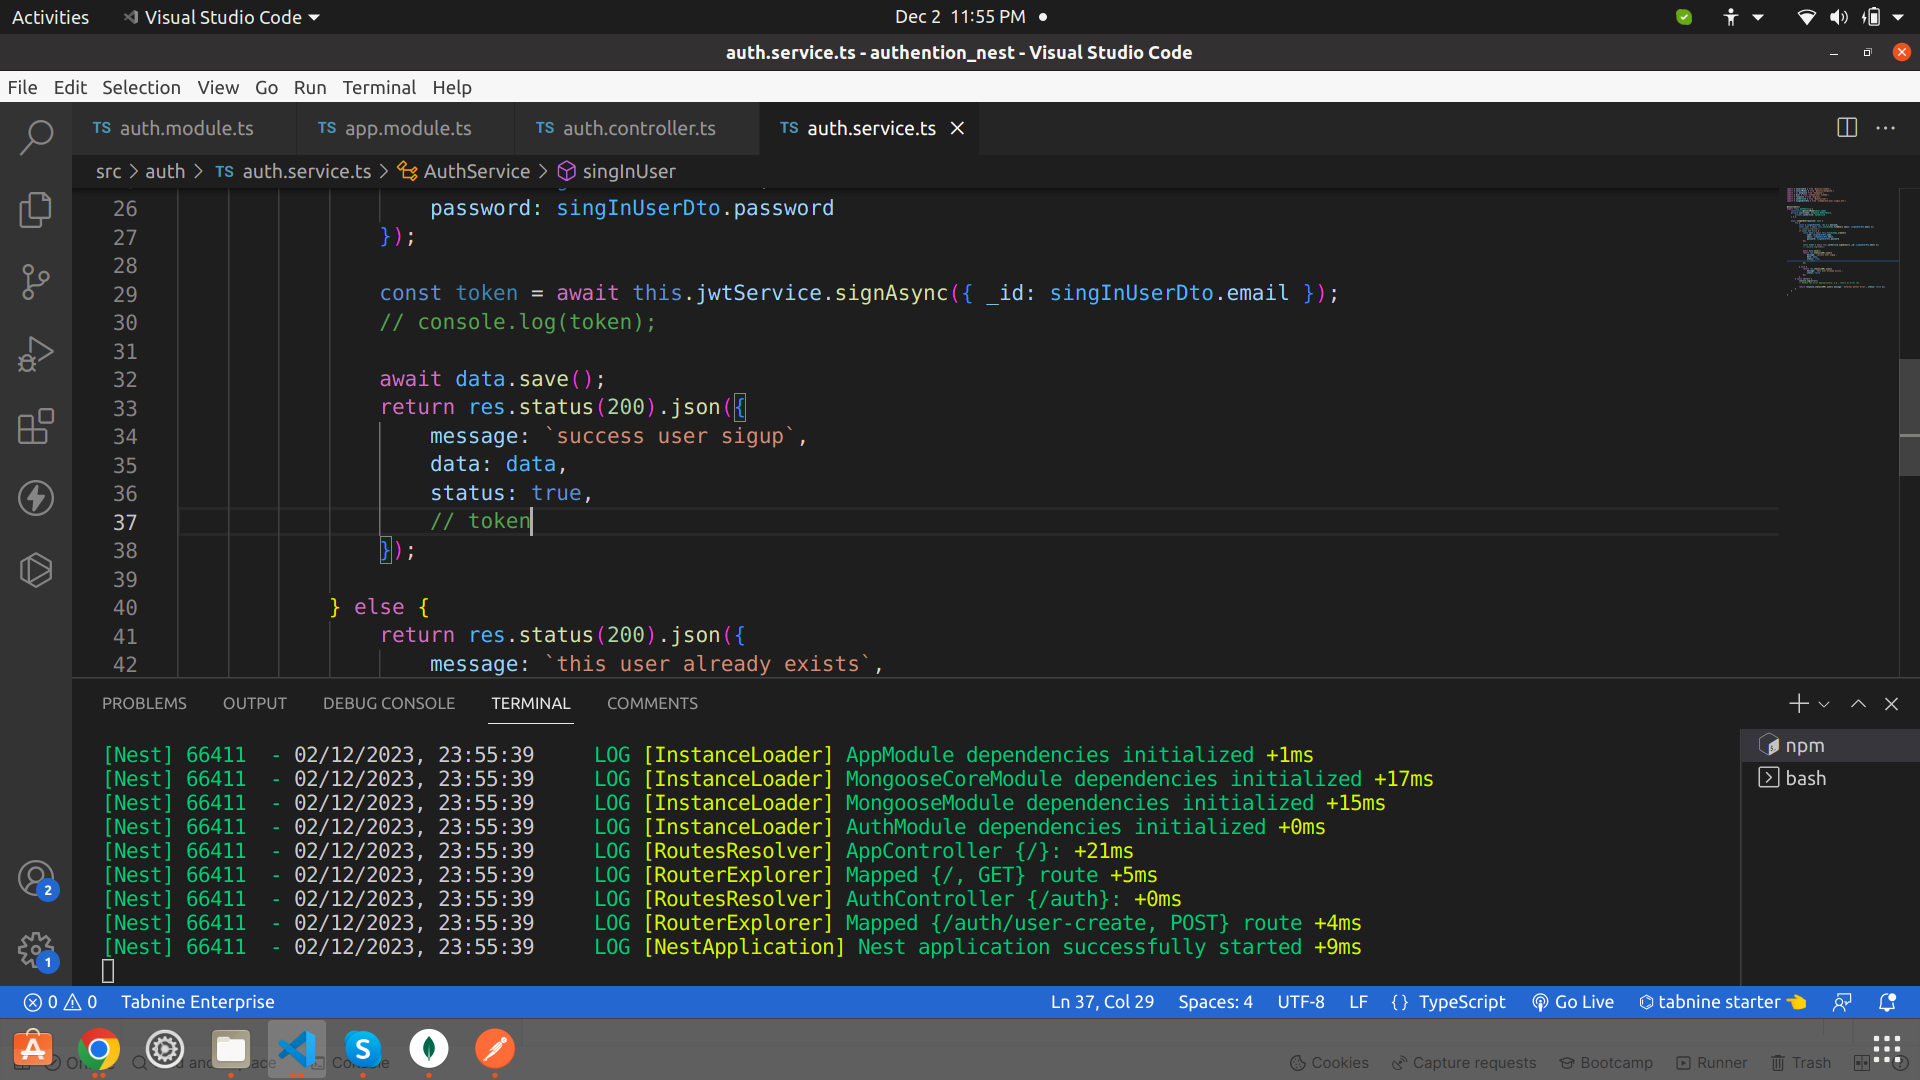 Activities Visual Studio Code Dec 2 11:55 PM
auth.service.ts - authention_nest - Visual Studio Code
File Edit Selection View Go Run Terminal Help
TS auth.module.ts TS app.module.ts TS auth.controller.ts TS auth.service.ts
src > auth > TS auth.service.ts > AuthService > singInUser
26 password: singInUserDto.password
27 });
28
29 const token = await this.jwtService.signAsync({ _id: singInUserDto.email });
30 // console.log(token);
31
32 await data.save();
33 return res.status(200).json({
34 message: `success user sigup`,
35 data: data,
36 status: true,
37 // token
38 });
39
40 } else {
41 return res.status(200).json({
42 message: `this user already exists`,
PROBLEMS OUTPUT DEBUG CONSOLE TERMINAL COMMENTS
[Nest] 66411 - 02/12/2023, 23:55:39 LOG [InstanceLoader] AppModule dependencies initialized +1ms
[Nest] 66411 - 02/12/2023, 23:55:39 LOG [InstanceLoader] MongooseCoreModule dependencies initialized +17ms
[Nest] 66411 - 02/12/2023, 23:55:39 LOG [InstanceLoader] MongooseModule dependencies initialized +15ms
[Nest] 66411 - 02/12/2023, 23:55:39 LOG [InstanceLoader] AuthModule dependencies initialized +0ms
[Nest] 66411 - 02/12/2023, 23:55:39 LOG [RoutesResolver] AppController {/}: +21ms
[Nest] 66411 - 02/12/2023, 23:55:39 LOG [RouterExplorer] Mapped {/, GET} route +5ms
[Nest] 66411 - 02/12/2023, 23:55:39 LOG [RoutesResolver] AuthController {/auth}: +0ms
[Nest] 66411 - 02/12/2023, 23:55:39 LOG [RouterExplorer] Mapped {/auth/user-create, POST} route +4ms
[Nest] 66411 - 02/12/2023, 23:55:39 LOG [NestApplication] Nest application successfully started +9ms
npm
bash
2
1
0 0 Tabnine Enterprise Ln 37, Col 29 Spaces: 4 UTF-8 LF {} TypeScript Go Live tabnine starter
Cookies Capture requests Bootcamp Runner Trash